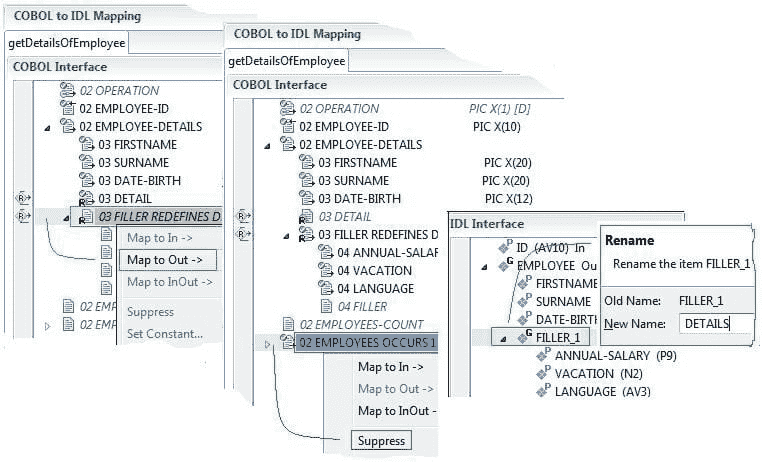 COBOL to IDL Mapping
getDetailsOfEmployee
COBOL Interface
02 OPERATION
02 EMPLOYEE-ID
02 EMPLOYEE-DETAILS
03 FIRSTNAME
03 SURNAME
03 DATE-BIRTH
03 DETAIL
03 FILLER REDEFINES D
Map to In ->
Map to Out ->
Map to InOut ->
Suppress
Set Constant...
02 EMP
02 EMP
COBOL to IDL Mapping
getDetailsOfEmployee
COBOL Interface
02 OPERATION PIC X(1) [D]
02 EMPLOYEE-ID PIC X(10)
02 EMPLOYEE-DETAILS
03 FIRSTNAME PIC X(20)
03 SURNAME PIC X(20)
03 DATE-BIRTH PIC X(12)
03 DETAIL
03 FILLER REDEFINES D
04 ANNUAL-SALAR
04 VACATION
04 LANGUAGE
04 FILLER
02 EMPLOYEES-COUNT
02 EMPLOYEES OCCURS 1
Map to In ->
Map to Out ->
Map to InOut -
Suppress
IDL Interface
ID (AV10) In
EMPLOYEE Ou
FIRSTNAME
SURNAME
DATE-BIRTH
FILLER_1
ANNUAL-SALARY (P9)
VACATION (N2)
LANGUAGE (AV3)
Rename
Rename the item FILLER_1
Old Name: FILLER_1
New Name: DETAILS